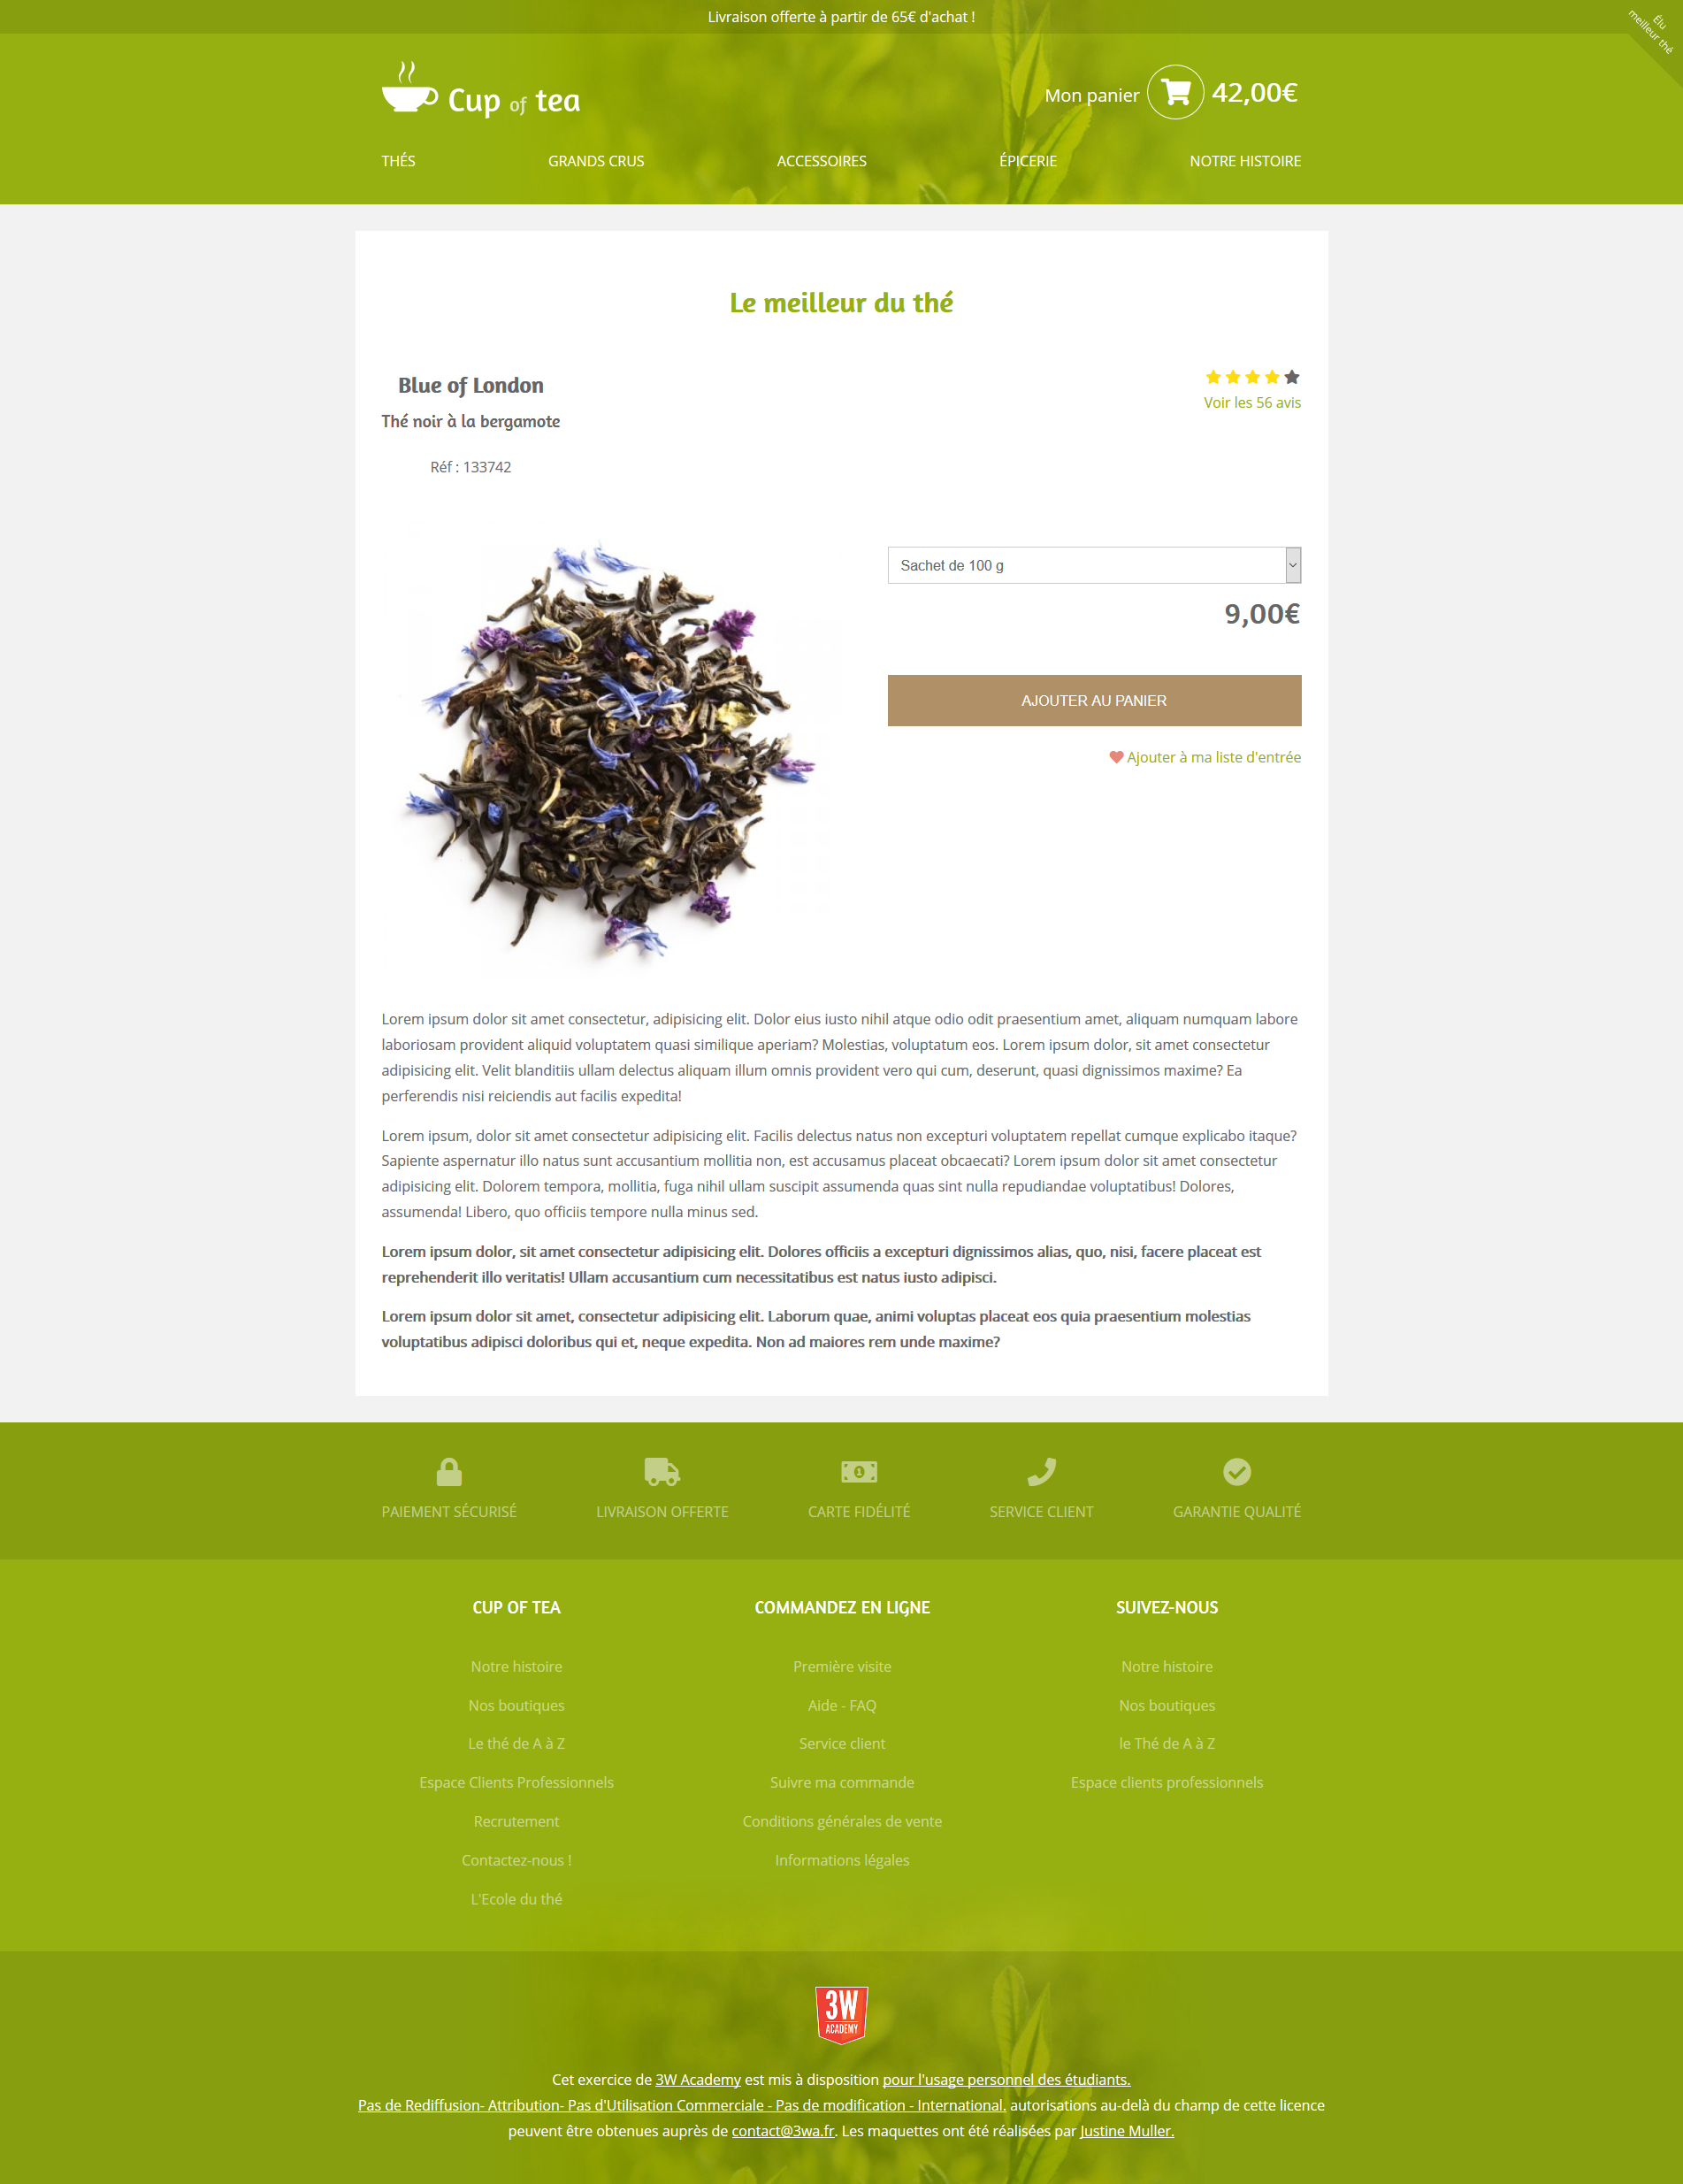 Livraison offerte à partir de 65€ d'achat !
Élu
meilleur thé
Cup of tea
Mon panier 42,00€
THÉS GRANDS CRUS ACCESSOIRES ÉPICERIE NOTRE HISTOIRE
Le meilleur du thé
Blue of London
Voir les 56 avis
Thé noir à la bergamote
Réf : 133742
Sachet de 100 g
9,00€
AJOUTER AU PANIER
Ajouter à ma liste d'entrée
Lorem ipsum dolor sit amet consectetur, adipisicing elit. Dolor eius iusto nihil atque odio odit praesentium amet, aliquam numquam labore
laboriosam provident aliquid voluptatem quasi similique aperiam? Molestias, voluptatum eos. Lorem ipsum dolor, sit amet consectetur
adipisicing elit. Velit blanditiis ullam delectus aliquam illum omnis provident vero qui cum, deserunt, quasi dignissimos maxime? Ea
perferendis nisi reiciendis aut facilis expedita!
Lorem ipsum, dolor sit amet consectetur adipisicing elit. Facilis delectus natus non excepturi voluptatem repellat cumque explicabo itaque?
Sapiente aspernatur illo natus sunt accusantium mollitia non, est accusamus placeat obcaecati? Lorem ipsum dolor sit amet consectetur
adipisicing elit. Dolorem tempora, mollitia, fuga nihil ullam suscipit assumenda quas sint nulla repudiandae voluptatibus! Dolores,
assumenda! Libero, quo officiis tempore nulla minus sed.
Lorem ipsum dolor, sit amet consectetur adipisicing elit. Dolores officiis a excepturi dignissimos alias, quo, nisi, facere placeat est
reprehenderit illo veritatis! Ullam accusantium cum necessitatibus est natus iusto adipisci.
Lorem ipsum dolor sit amet, consectetur adipisicing elit. Laborum quae, animi voluptas placeat eos quia praesentium molestias
voluptatibus adipisci doloribus qui et, neque expedita. Non ad maiores rem unde maxime?
PAIEMENT SÉCURISÉ LIVRAISON OFFERTE CARTE FIDÉLITÉ SERVICE CLIENT GARANTIE QUALITÉ
CUP OF TEA
Notre histoire
Nos boutiques
Le thé de A à Z
Espace Clients Professionnels
Recrutement
Contactez-nous !
L'Ecole du thé
COMMANDEZ EN LIGNE
Première visite
Aide - FAQ
Service client
Suivre ma commande
Conditions générales de vente
Informations légales
SUIVEZ-NOUS
Notre histoire
Nos boutiques
le Thé de A à Z
Espace clients professionnels
3W
ACADEMY
Cet exercice de 3W Academy est mis à disposition pour l'usage personnel des étudiants.
Pas de Rediffusion- Attribution- Pas d'Utilisation Commerciale - Pas de modification - International. autorisations au-delà du champ de cette licence
peuvent être obtenues auprès de contact@3wa.fr. Les maquettes ont été réalisées par Justine Muller.